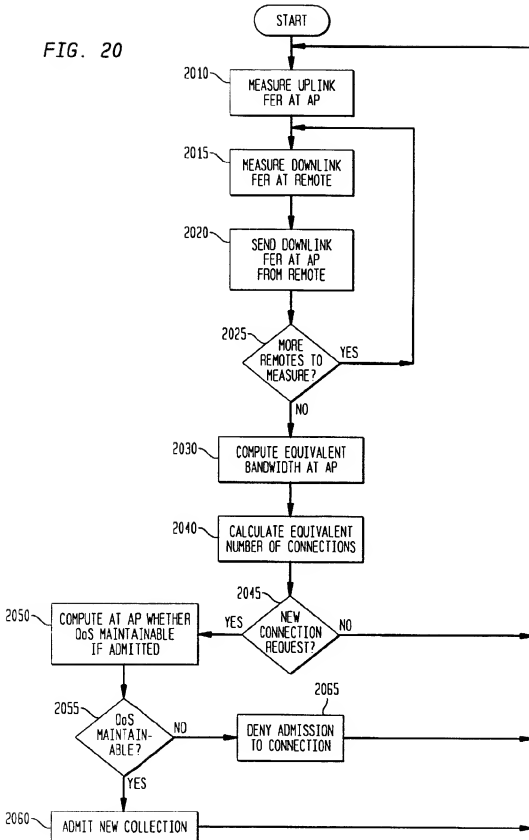 FIG. 20
START
2010
MEASURE UPLINK
FER AT AP
2015
MEASURE DOWNLINK
FER AT REMOTE
2020
SEND DOWNLINK
FER AT AP
FROM REMOTE
2025
MORE
REMOTES TO
MEASURE?
YES
NO
2030
COMPUTE EQUIVALENT
BANDWIDTH AT AP
2040
CALCULATE EQUIVALENT
NUMBER OF CONNECTIONS
2045
NEW
CONNECTION
REQUEST?
YES
NO
2050
COMPUTE AT AP WHETHER
QoS MAINTAINABLE
IF ADMITTED
2055
QoS
MAINTAIN-
ABLE?
NO
YES
2065
DENY ADMISSION
TO CONNECTION
2060
ADMIT NEW COLLECTION